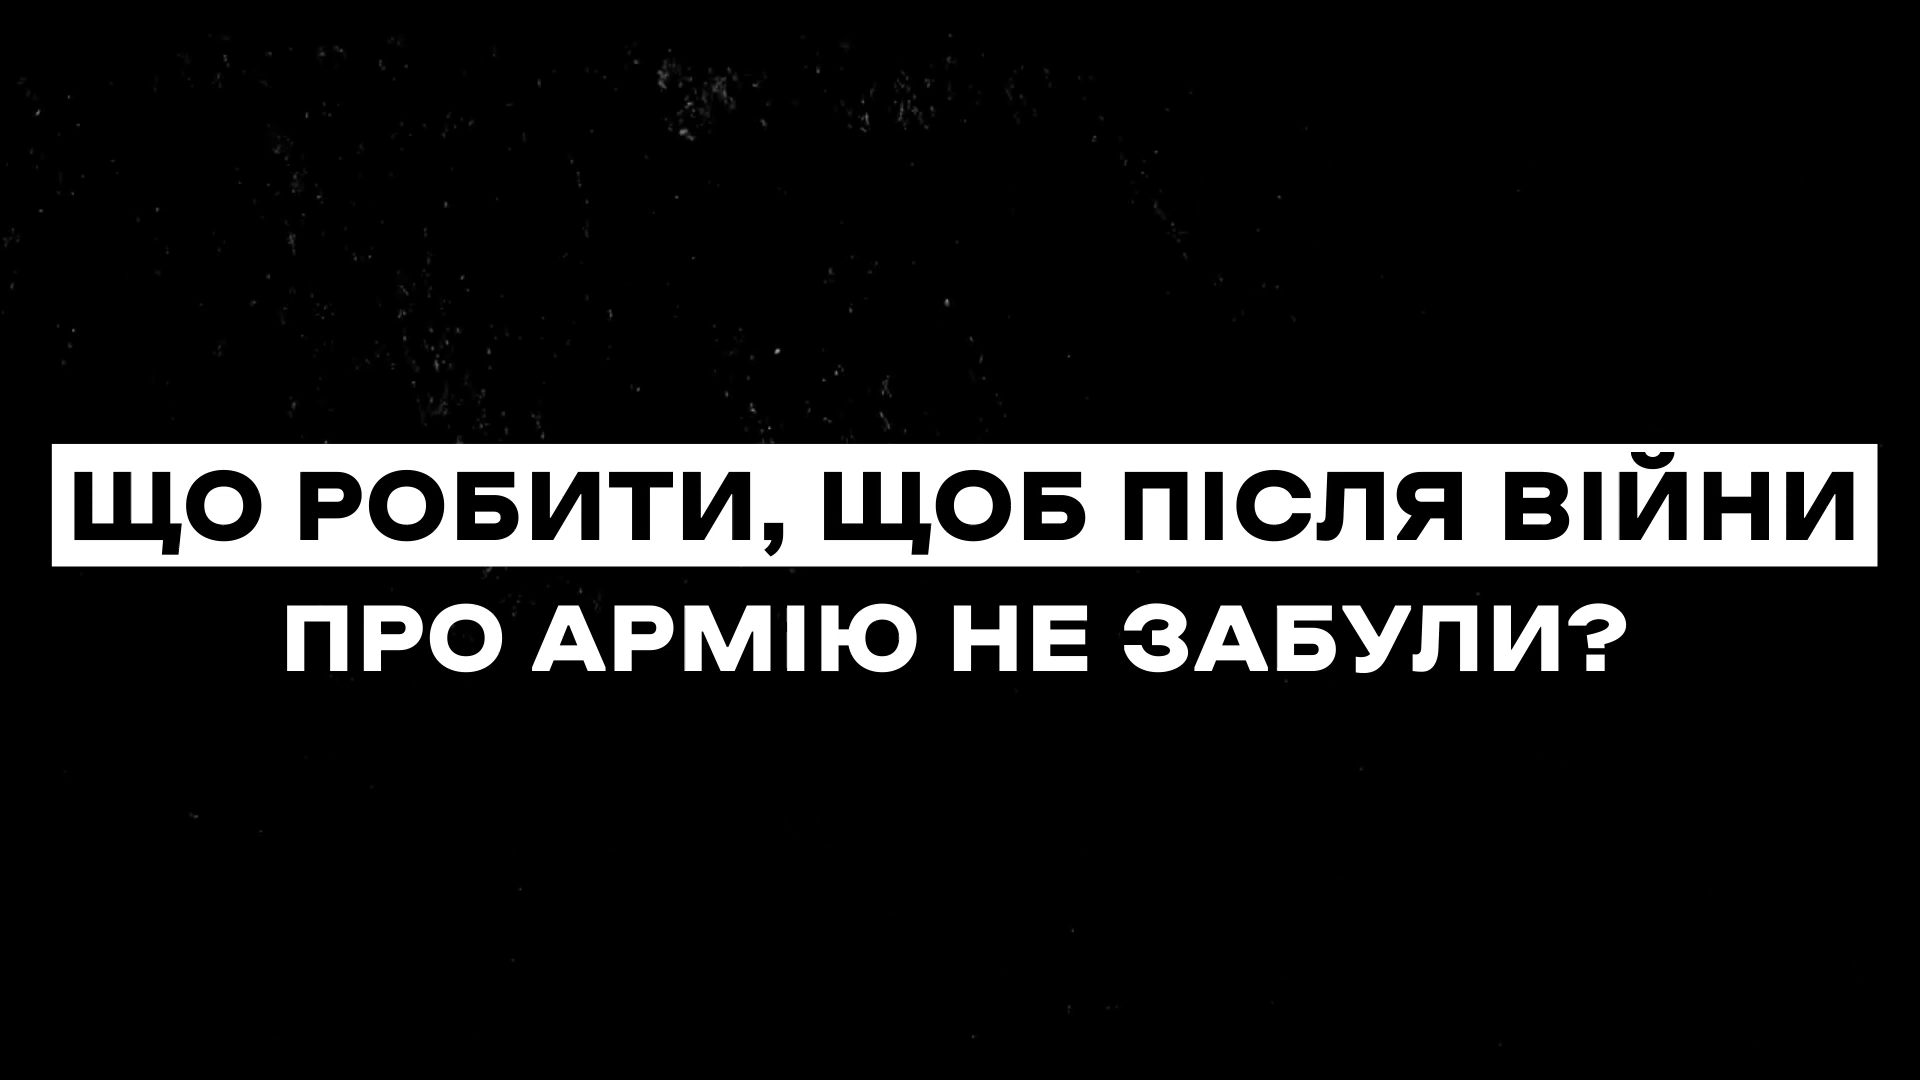 ЩО РОБИТИ, ЩОБ ПІСЛЯ ВІЙНИ
ПРО АРМІЮ НЕ ЗАБУЛИ?